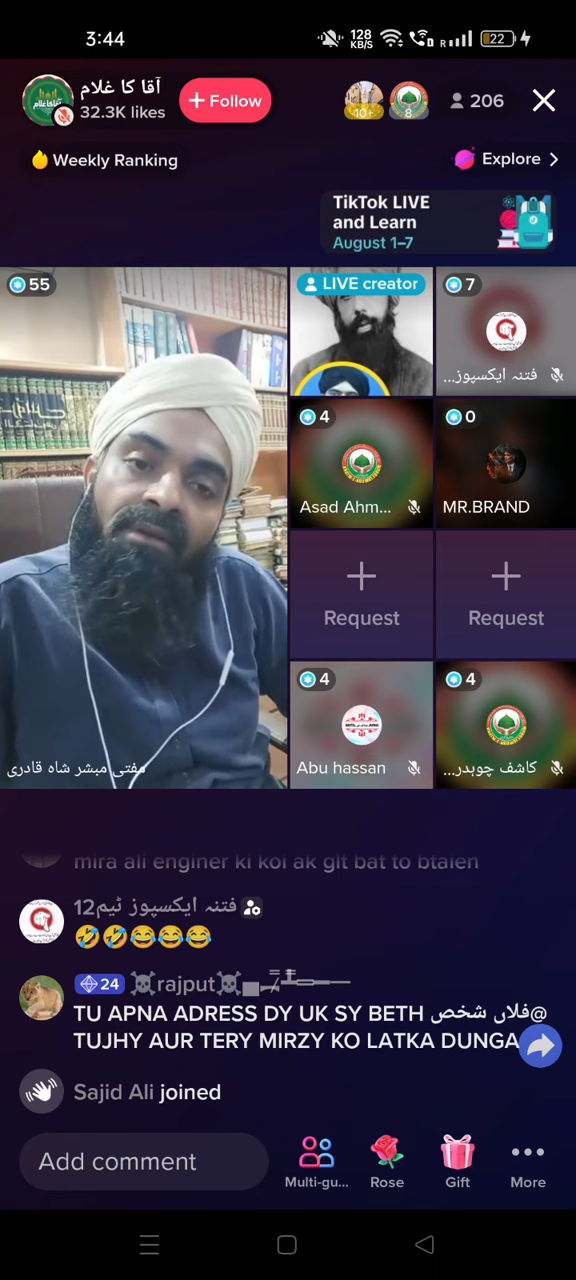 3:44
128
KB/S
R
22
آقا کا غلام
32.3K likes
+ Follow
10+
8
206
Weekly Ranking
Explore >
TikTok LIVE
and Learn
August 1–7
55
LIVE creator
7
فتنہ ایکسپوز...
4
Asad Ahm...
0
MR.BRAND
Request
Request
مفتی مبشر شاہ قادری
4
Abu hassan
4
کاشف چوہدر...
mira ali enginer ki koi ak glt bat to btaien
فتنہ ایکسپوز ٹیم12
🤣🤣😂😂😂
24 ☠️rajput☠️
@فلاں شخص TU APNA ADRESS DY UK SY BETH
TUJHY AUR TERY MIRZY KO LATKA DUNGA
Sajid Ali joined
Add comment
Multi-gu...
Rose
Gift
More